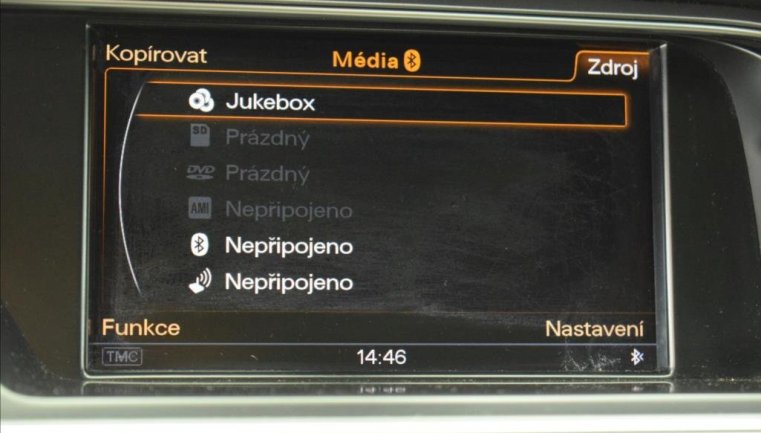 Kopírovat
Média
Zdroj
Jukebox
SD Prázdný
DVD Prázdný
AMI Nepřipojeno
Nepřipojeno
Nepřipojeno
Funkce
Nastavení
TMC
14:46